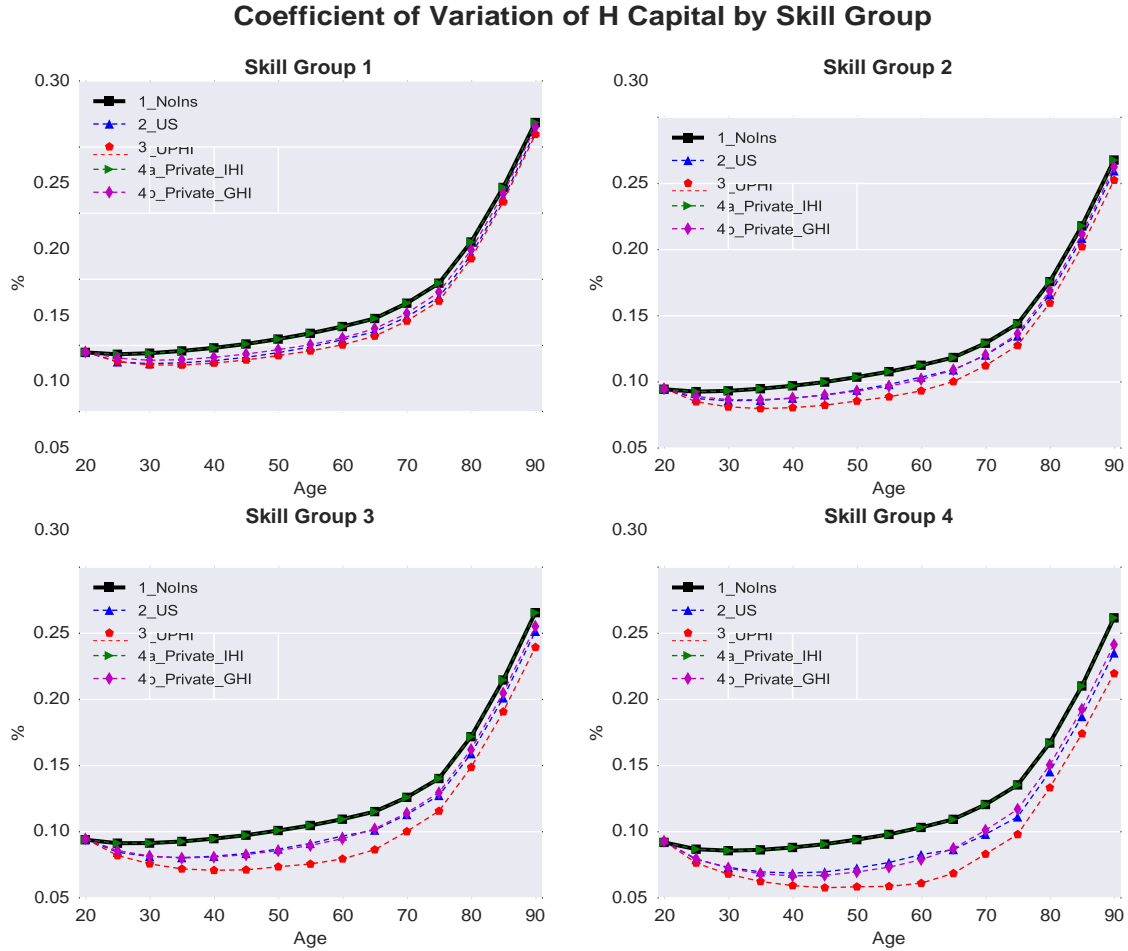 Coefficient of Variation of H Capital by Skill Group
Skill Group 1
0.30
0.25
0.20
0.15
0.10
0.05
%
1_NoIns
2_US
3_UPHI
4a_Private_IHI
4b_Private_GHI
20 30 40 50 60 70 80 90
Age
Skill Group 2
0.30
0.25
0.20
0.15
0.10
0.05
%
1_NoIns
2_US
3_UPHI
4a_Private_IHI
4b_Private_GHI
20 30 40 50 60 70 80 90
Age
Skill Group 3
0.30
0.25
0.20
0.15
0.10
0.05
%
1_NoIns
2_US
3_UPHI
4a_Private_IHI
4b_Private_GHI
20 30 40 50 60 70 80 90
Age
Skill Group 4
0.30
0.25
0.20
0.15
0.10
0.05
%
1_NoIns
2_US
3_UPHI
4a_Private_IHI
4b_Private_GHI
20 30 40 50 60 70 80 90
Age